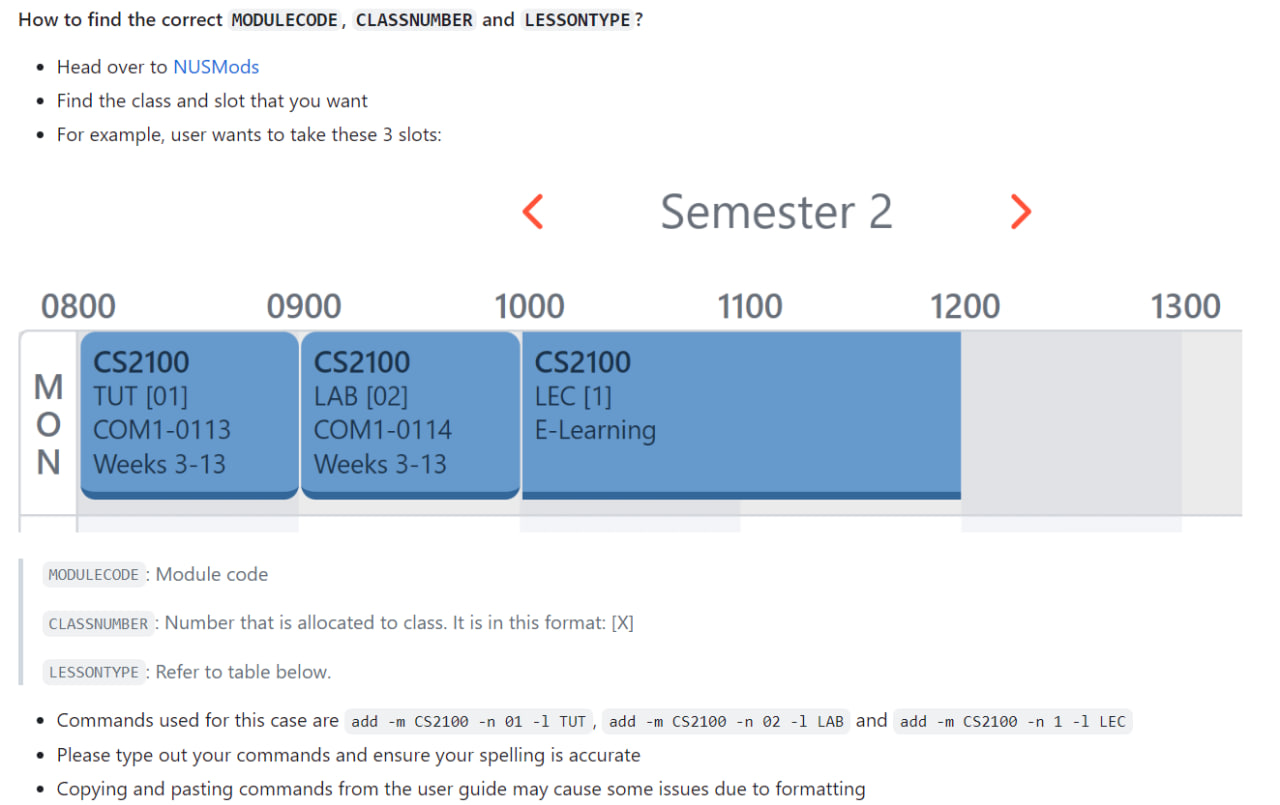 How to find the correct MODULECODE, CLASSNUMBER and LESSONTYPE?
Head over to NUSMods
Find the class and slot that you want
For example, user wants to take these 3 slots:
Semester 2
0800 0900 1000 1100 1200 1300
MON
CS2100
TUT [01]
COM1-0113
Weeks 3-13
CS2100
LAB [02]
COM1-0114
Weeks 3-13
CS2100
LEC [1]
E-Learning
MODULECODE: Module code
CLASSNUMBER: Number that is allocated to class. It is in this format: [X]
LESSONTYPE: Refer to table below.
Commands used for this case are add -m CS2100 -n 01 -l TUT, add -m CS2100 -n 02 -l LAB and add -m CS2100 -n 1 -l LEC
Please type out your commands and ensure your spelling is accurate
Copying and pasting commands from the user guide may cause some issues due to formatting